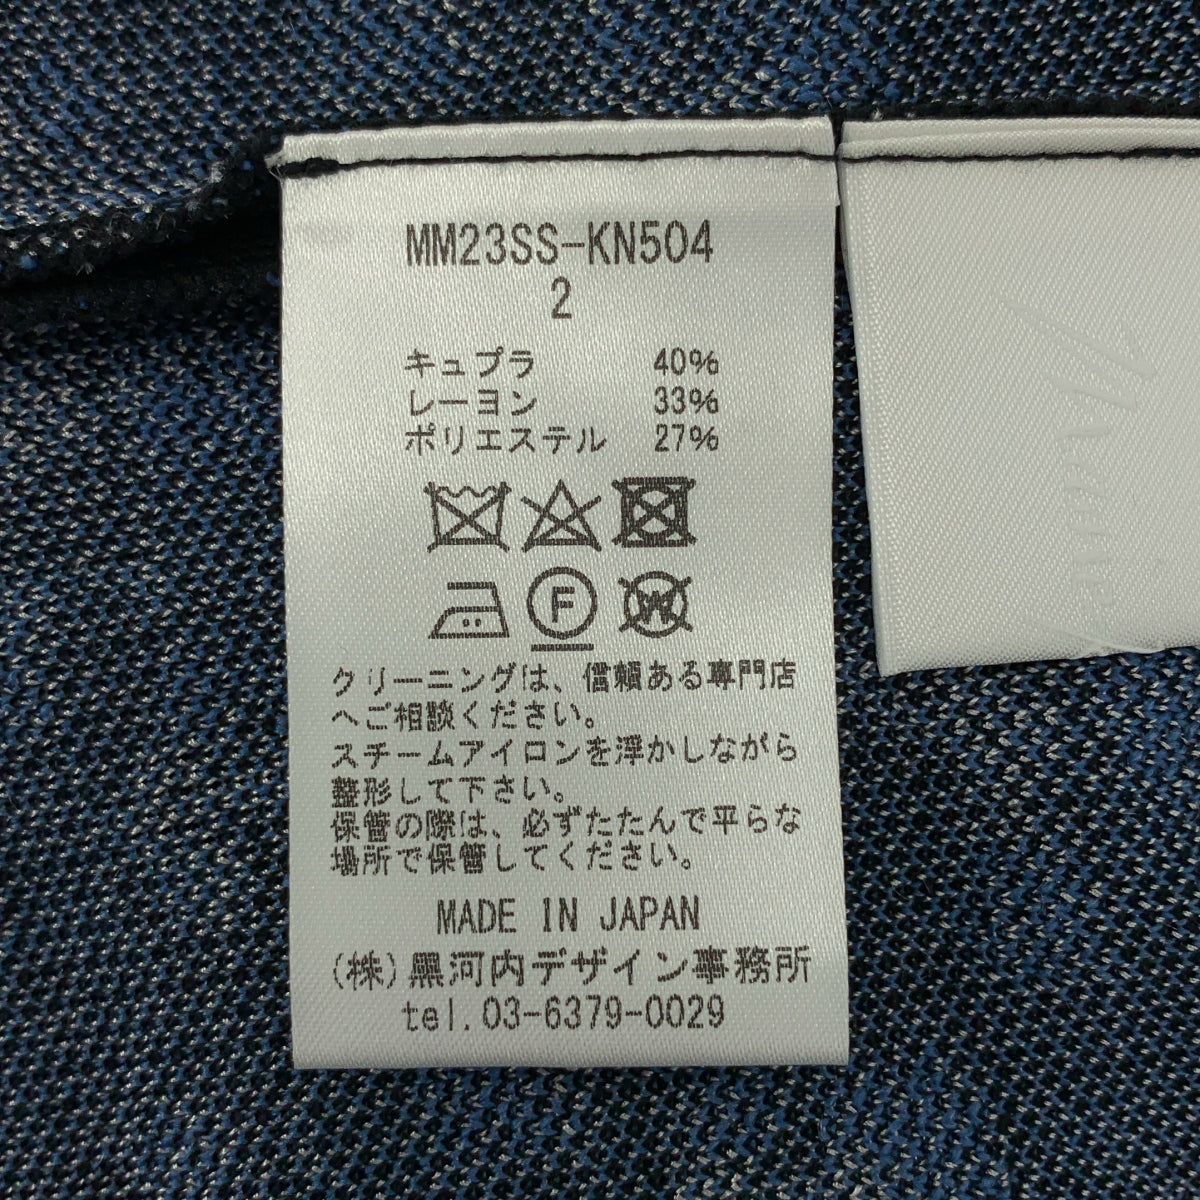 MM23SS-KN504
2
キュプラ 40%
レーヨン 33%
ポリエステル 27%
F
W
クリーニングは、信頼ある専門店
へご相談ください。
スチームアイロンを浮かしながら
整形して下さい。
保管の際は、必ずたたんで平らな
場所で保管してください。
MADE IN JAPAN
(株)黒河内デザイン事務所
tel.03-6379-0029